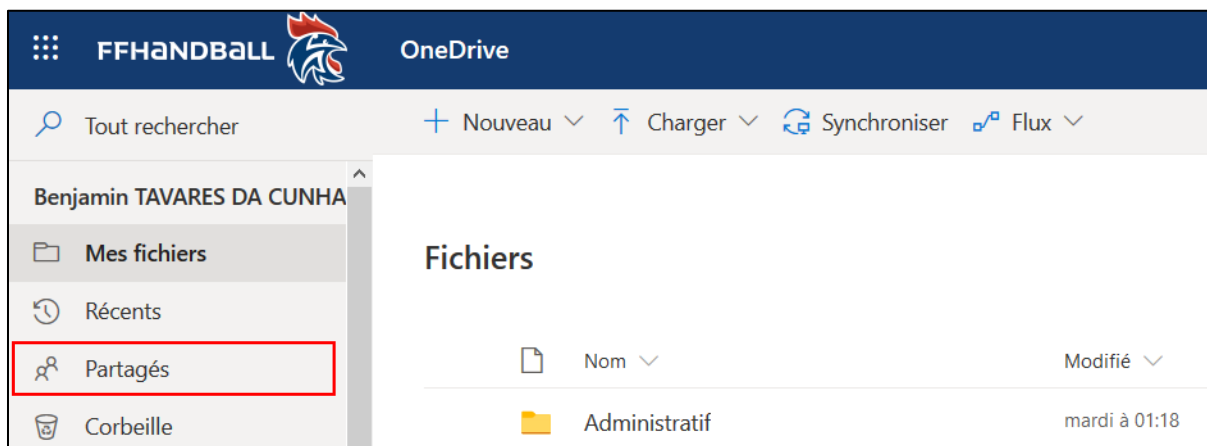 FFHANDBALL OneDrive
Tout rechercher
Nouveau Charger Synchroniser Flux
Benjamin TAVARES DA CUNHA
Mes fichiers
Récents
Partagés
Corbeille
Fichiers
Nom Modifié
Administratif mardi à 01:18